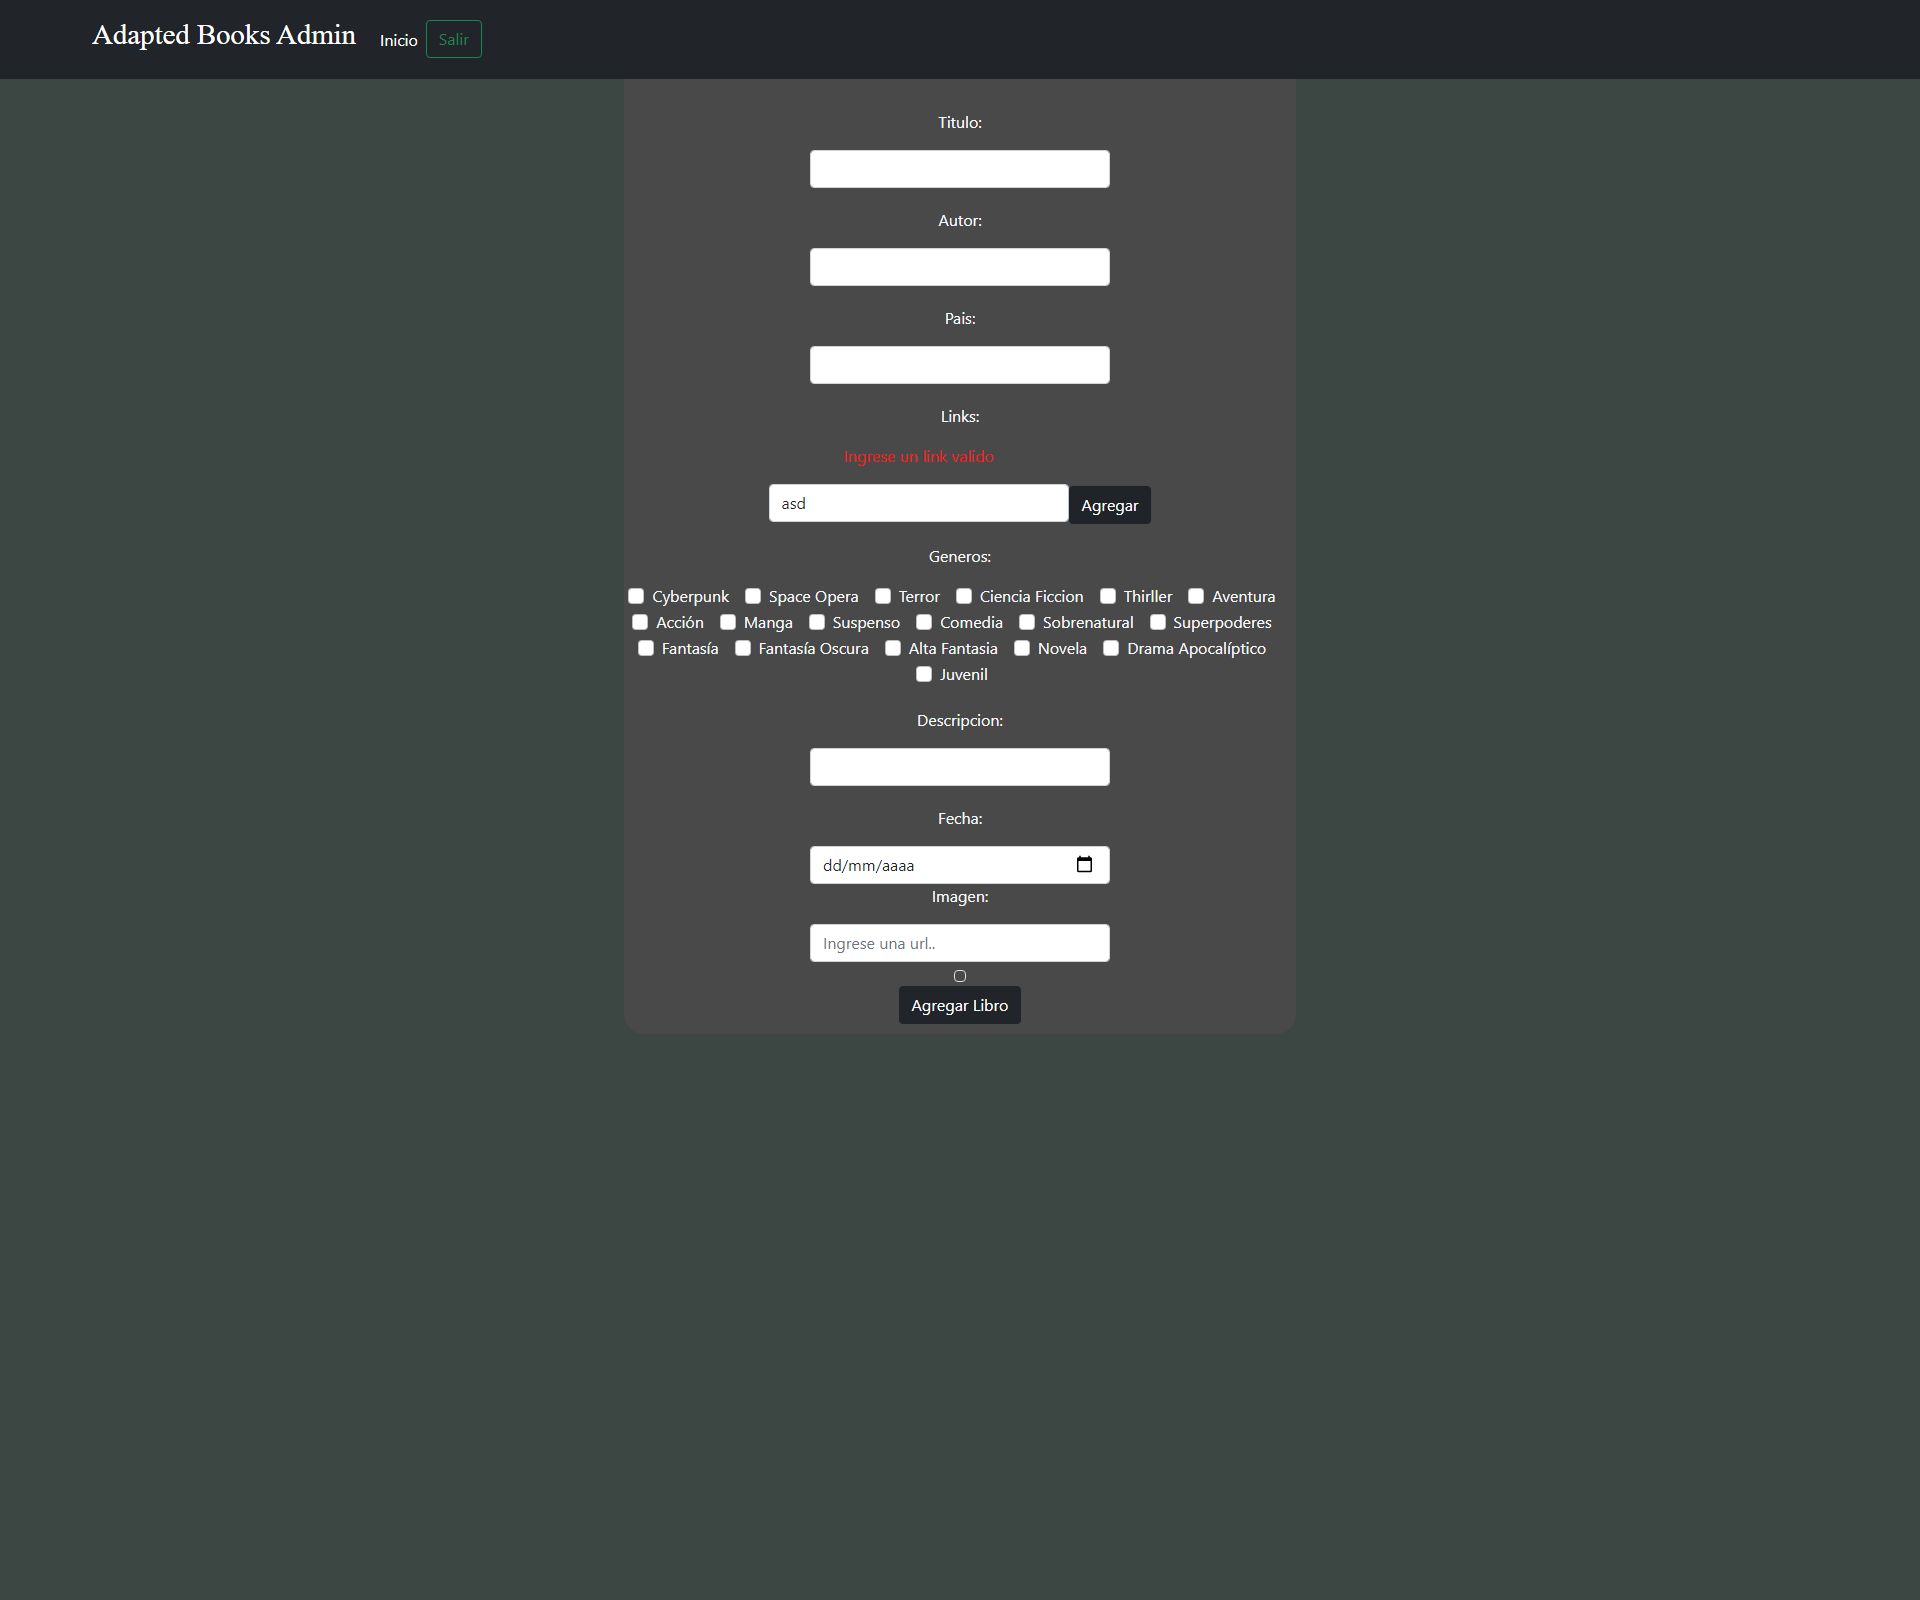 Adapted Books Admin Inicio Salir
Titulo:
Autor:
Pais:
Links:
Ingrese un link valido
asd Agregar
Generos:
Cyberpunk Space Opera Terror Ciencia Ficcion Thirller Aventura
Acción Manga Suspenso Comedia Sobrenatural Superpoderes
Fantasía Fantasía Oscura Alta Fantasia Novela Drama Apocalíptico
Juvenil
Descripcion:
Fecha:
dd/mm/aaaa
Imagen:
Ingrese una url..
Agregar Libro